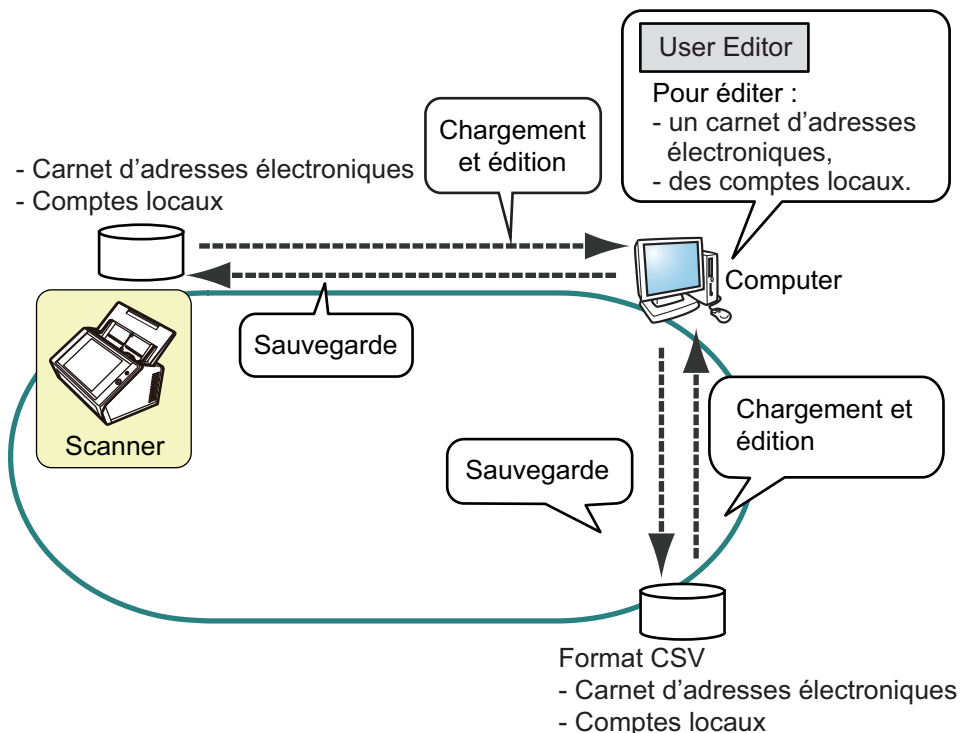 User Editor
Pour éditer :
- un carnet d’adresses
électroniques,
- des comptes locaux.
Chargement
et édition
- Carnet d’adresses électroniques
- Comptes locaux
Computer
Sauvegarde
Scanner
Chargement et
édition
Sauvegarde
Format CSV
- Carnet d’adresses électroniques
- Comptes locaux